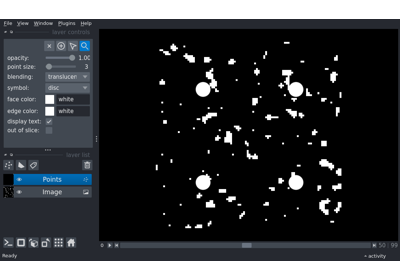 File View Window Plugins Help
layer controls
opacity: 1.00
point size: 3
blending: translucen
symbol: disc
face color: white
edge color: white
display text:
out of slice:
layer list
Points
Image
0 50 99
Ready activity